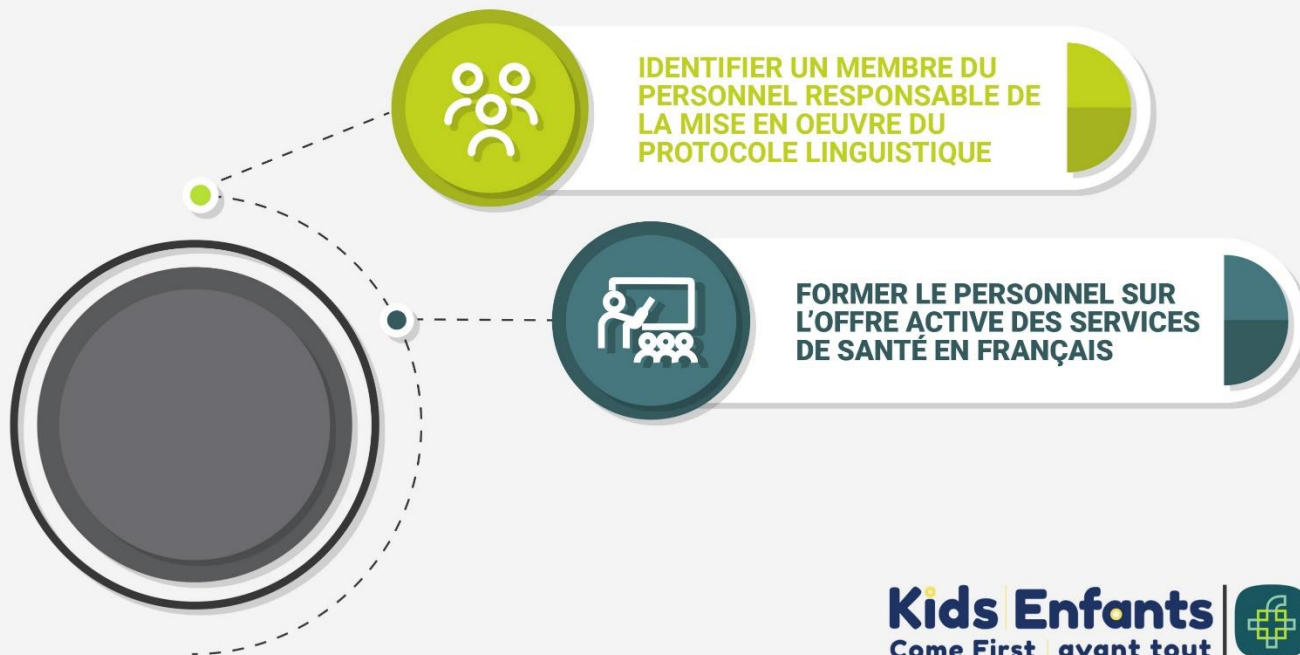 IDENTIFIER UN MEMBRE DU
PERSONNEL RESPONSABLE DE
LA MISE EN OEUVRE DU
PROTOCOLE LINGUISTIQUE
FORMER LE PERSONNEL SUR
L'OFFRE ACTIVE DES SERVICES
DE SANTÉ EN FRANÇAIS
Kids Enfants
Come First avant tout